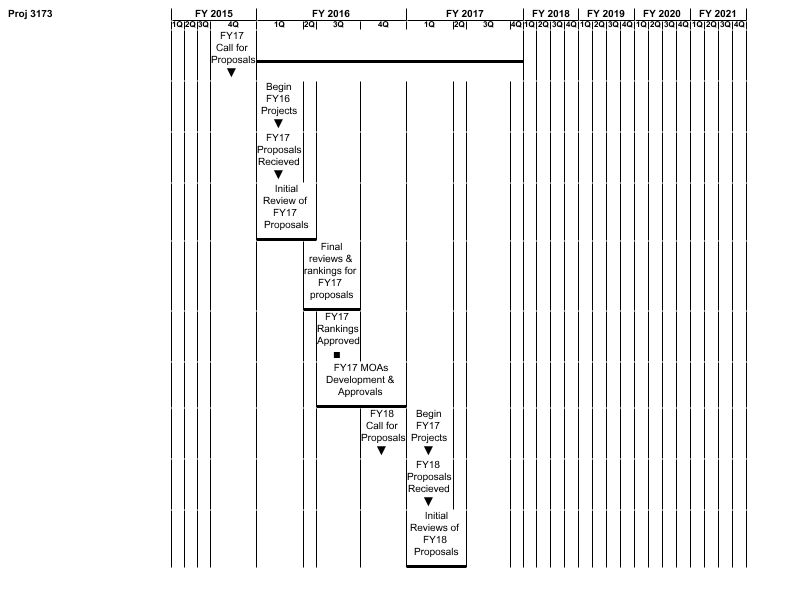 Proj 3173
FY 2015 FY 2016 FY 2017 FY 2018 FY 2019 FY 2020 FY 2021
1Q 2Q 3Q 4Q 1Q 2Q 3Q 4Q 1Q 2Q 3Q 4Q 1Q 2Q 3Q 4Q 1Q 2Q 3Q 4Q 1Q 2Q 3Q 4Q 1Q 2Q 3Q 4Q
FY17
Call for
Proposals
Begin
FY16
Projects
FY17
Proposals
Recieved
Initial
Review of
FY17
Proposals
Final
reviews &
rankings for
FY17
proposals
FY17
Rankings
Approved
FY17 MOAs
Development &
Approvals
FY18
Call for
Proposals
Begin
FY17
Projects
FY18
Proposals
Recieved
Initial
Reviews of
FY18
Proposals